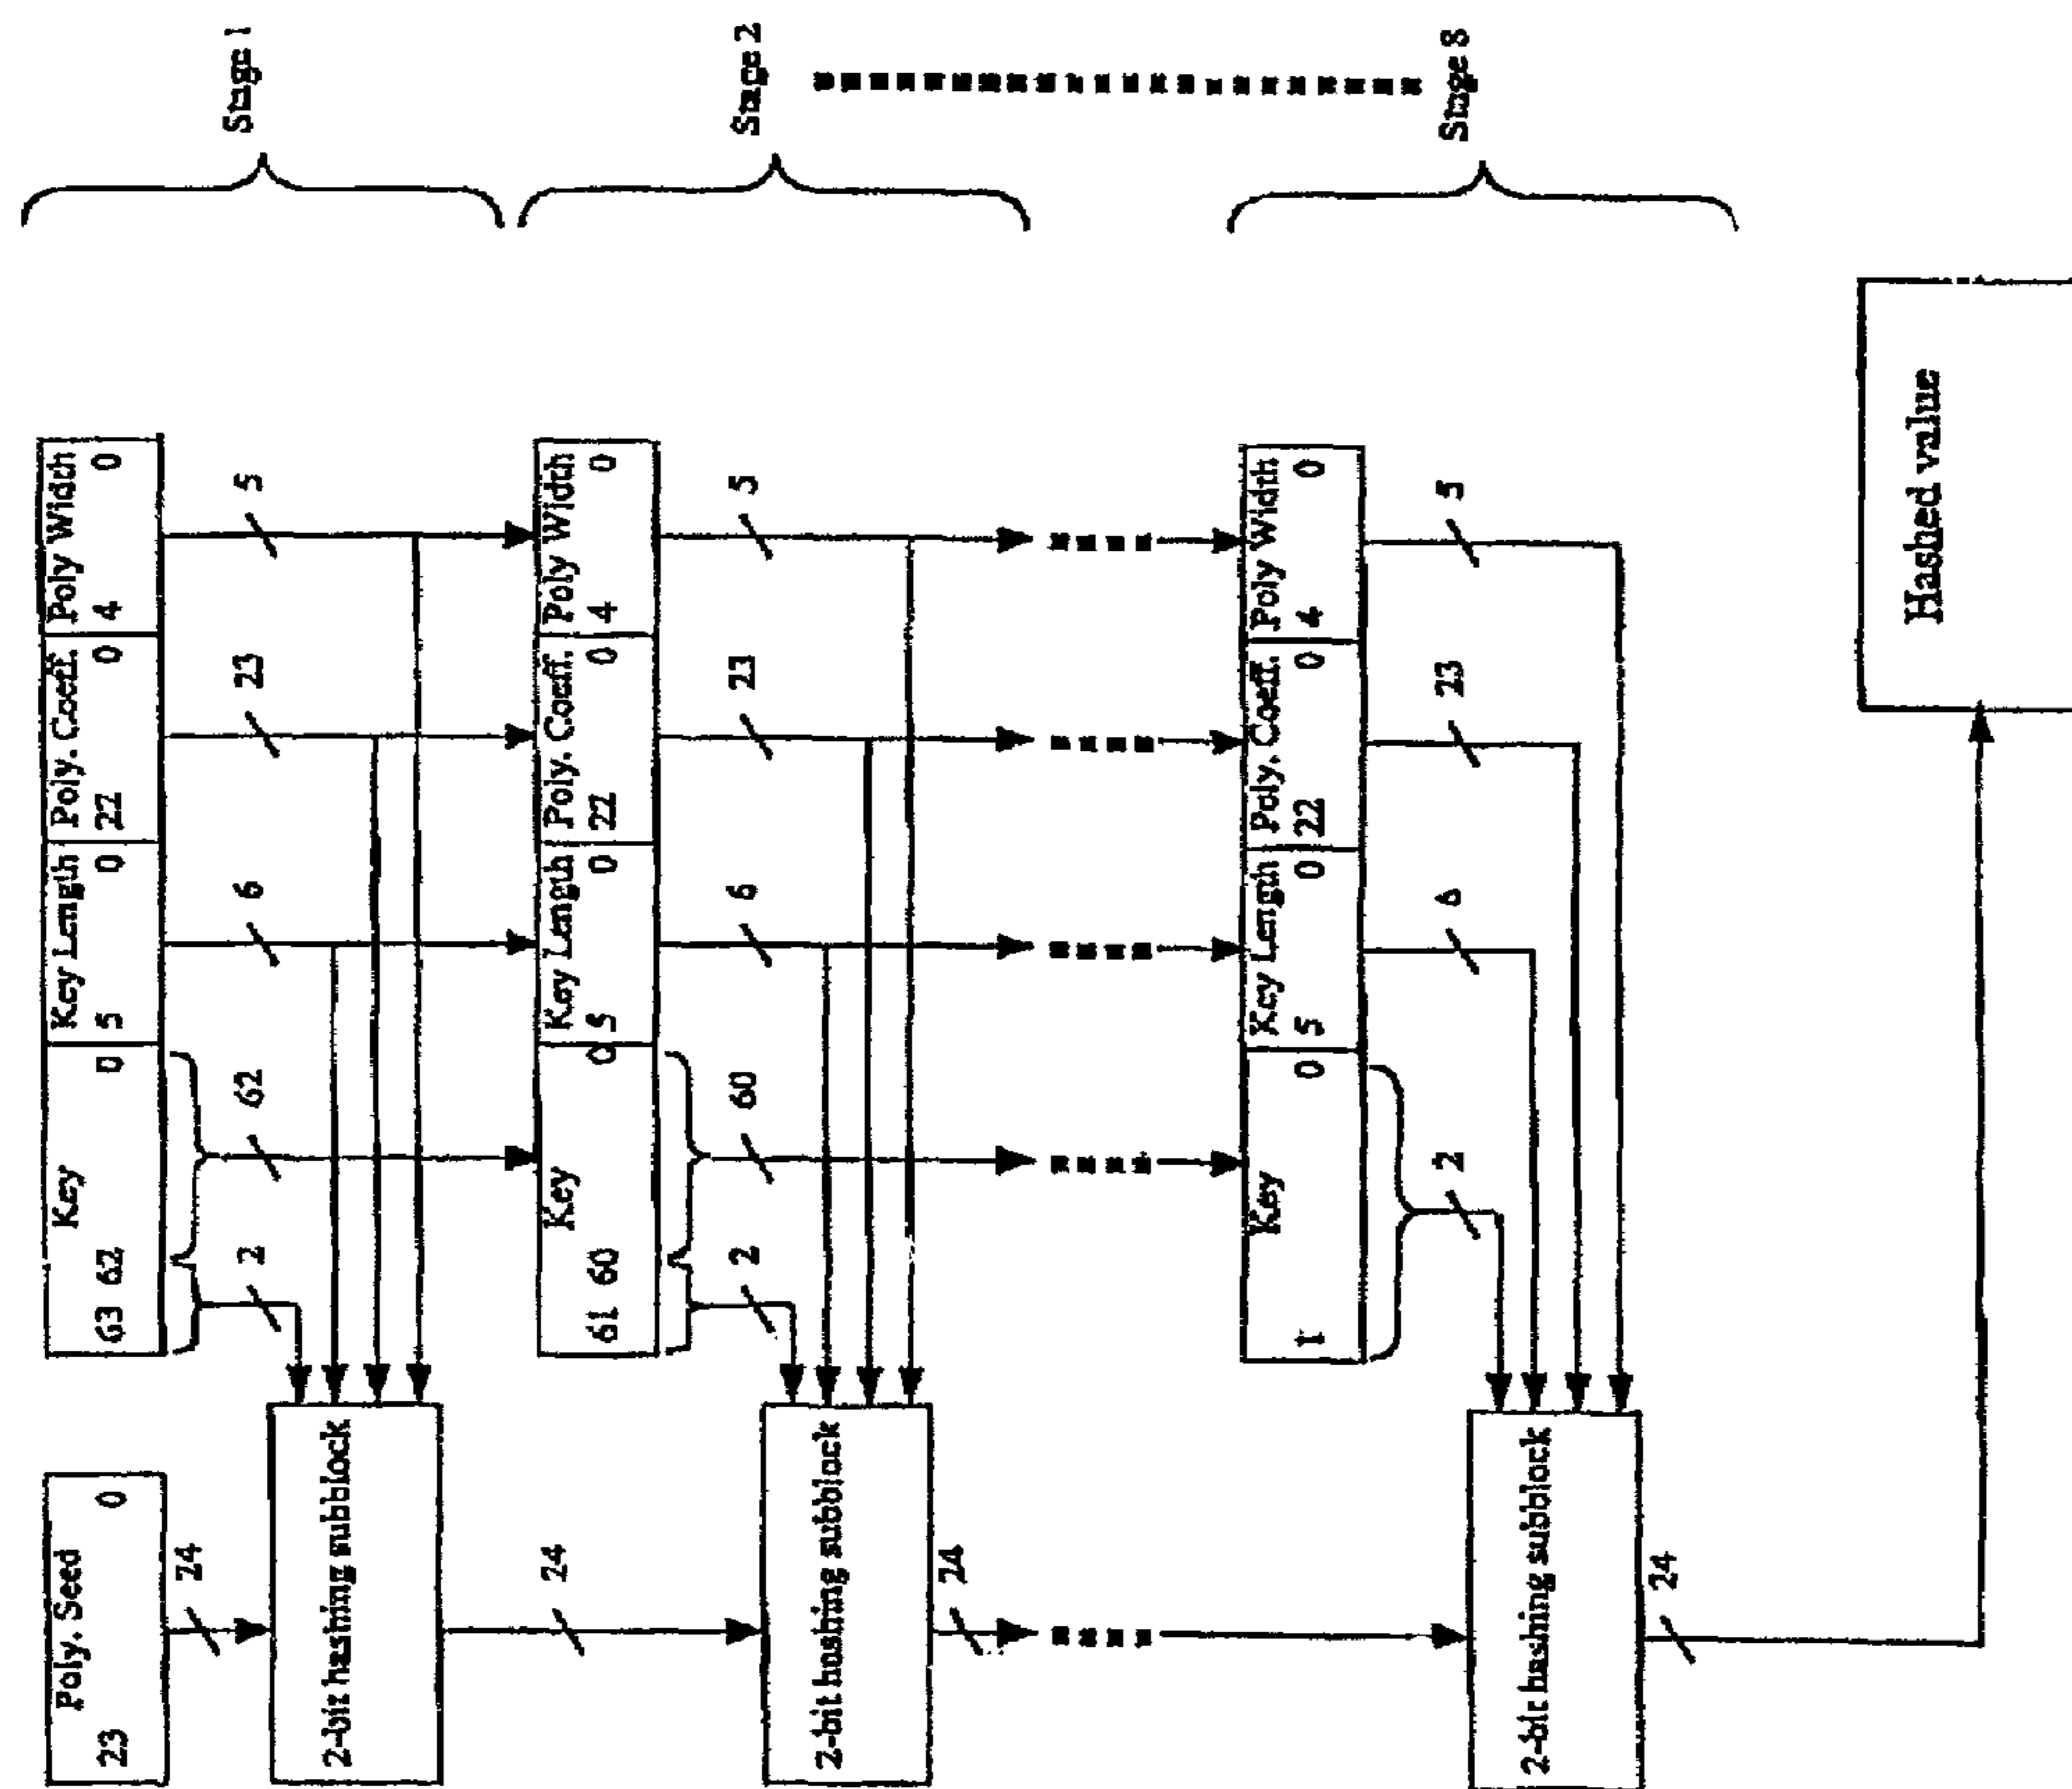 Poly. Seed Key Key Length Poly. Coeff. Poly Width
23 0 63 62 0 5 0 22 0 4 0
24
2 62 6 23 5 Stage 1
2-bit hashing subblock
24 Key Key Length Poly. Coeff. Poly Width
61 60 0 5 0 22 0 4 0
2 60 6 23 5 Stage 2
2-bit hashing subblock
24
Key Key Length Poly. Coeff. Poly Width
1 0 5 0 22 0 4 0
2 6 23 5 Stage 8
2-bit hashing subblock
24
Hashed value